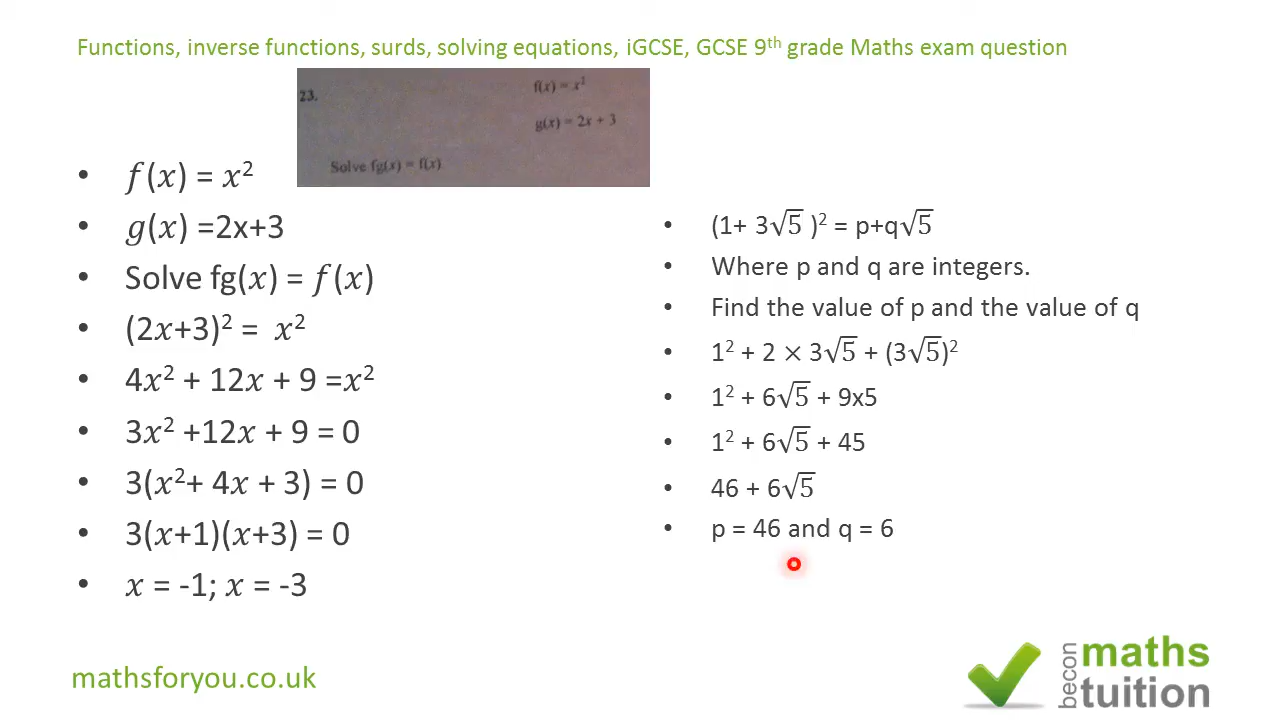 Functions, inverse functions, surds, solving equations, iGCSE, GCSE 9th grade Maths exam question
23.
f(x) = x²
g(x) = 2x + 3
Solve fg(x) = f(x)
• f(x) = x²
• g(x) =2x+3
• Solve fg(x) = f(x)
• (2x+3)² = x²
• 4x² + 12x + 9 =x²
• 3x² +12x + 9 = 0
• 3(x²+ 4x + 3) = 0
• 3(x+1)(x+3) = 0
• x = -1; x = -3
• (1+ 3√5 )² = p+q√5
• Where p and q are integers.
• Find the value of p and the value of q
• 1² + 2 × 3√5 + (3√5)²
• 1² + 6√5 + 9x5
• 1² + 6√5 + 45
• 46 + 6√5
• p = 46 and q = 6
mathsforyou.co.uk
becon
maths
tuition